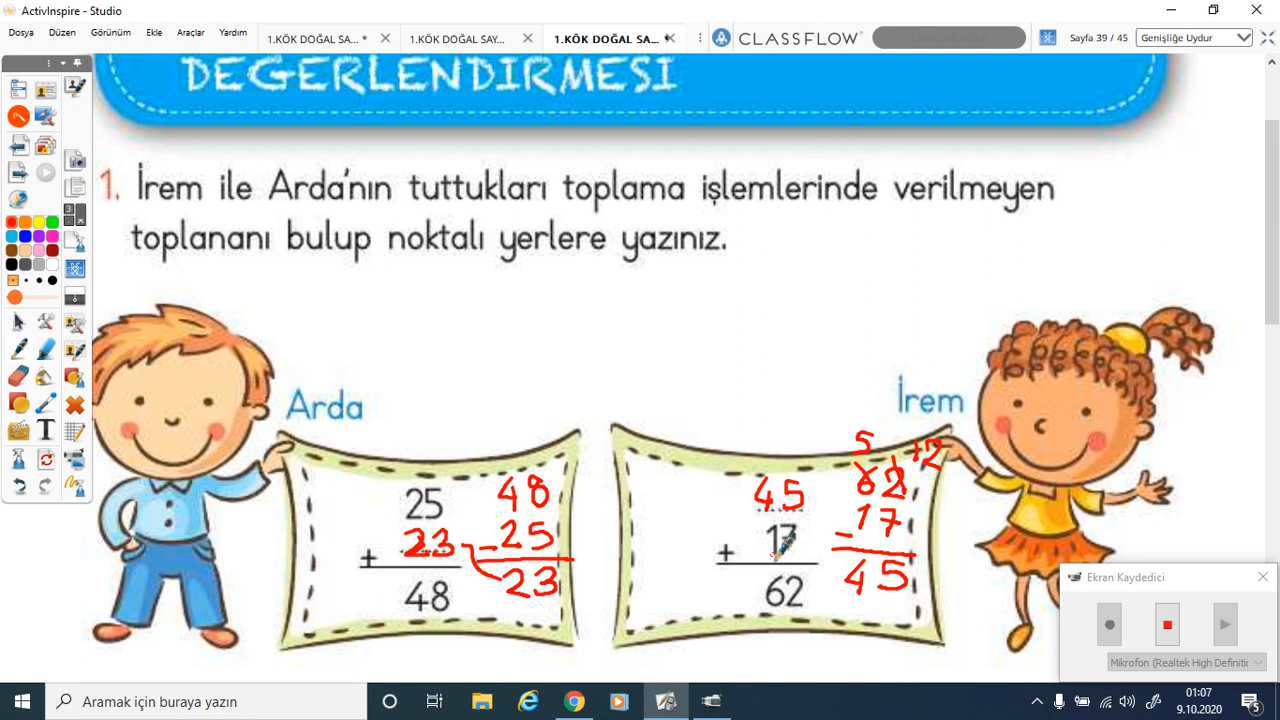 ActivInspire - Studio
Dosya Düzen Görünüm Ekle Araçlar Yardım
1.KÖK DOĞAL SA... * 1.KÖK DOĞAL SAY... 1.KÖK DOĞAL SA... *
CLASSFLOW
Sayfa 39 / 45 Genişliğe Uydur
DEĞERLENDİRMESİ
1. İrem ile Arda'nın tuttukları toplama işlemlerinde verilmeyen
toplananı bulup noktalı yerlere yazınız.
Arda
25
+ 23
48
48
- 25
23
İrem
45
+ 17
62
5 12
62
- 17
45
Ekran Kaydedici
Mikrofon (Realtek High Definitic
Aramak için buraya yazın
01:07
9.10.2020
5